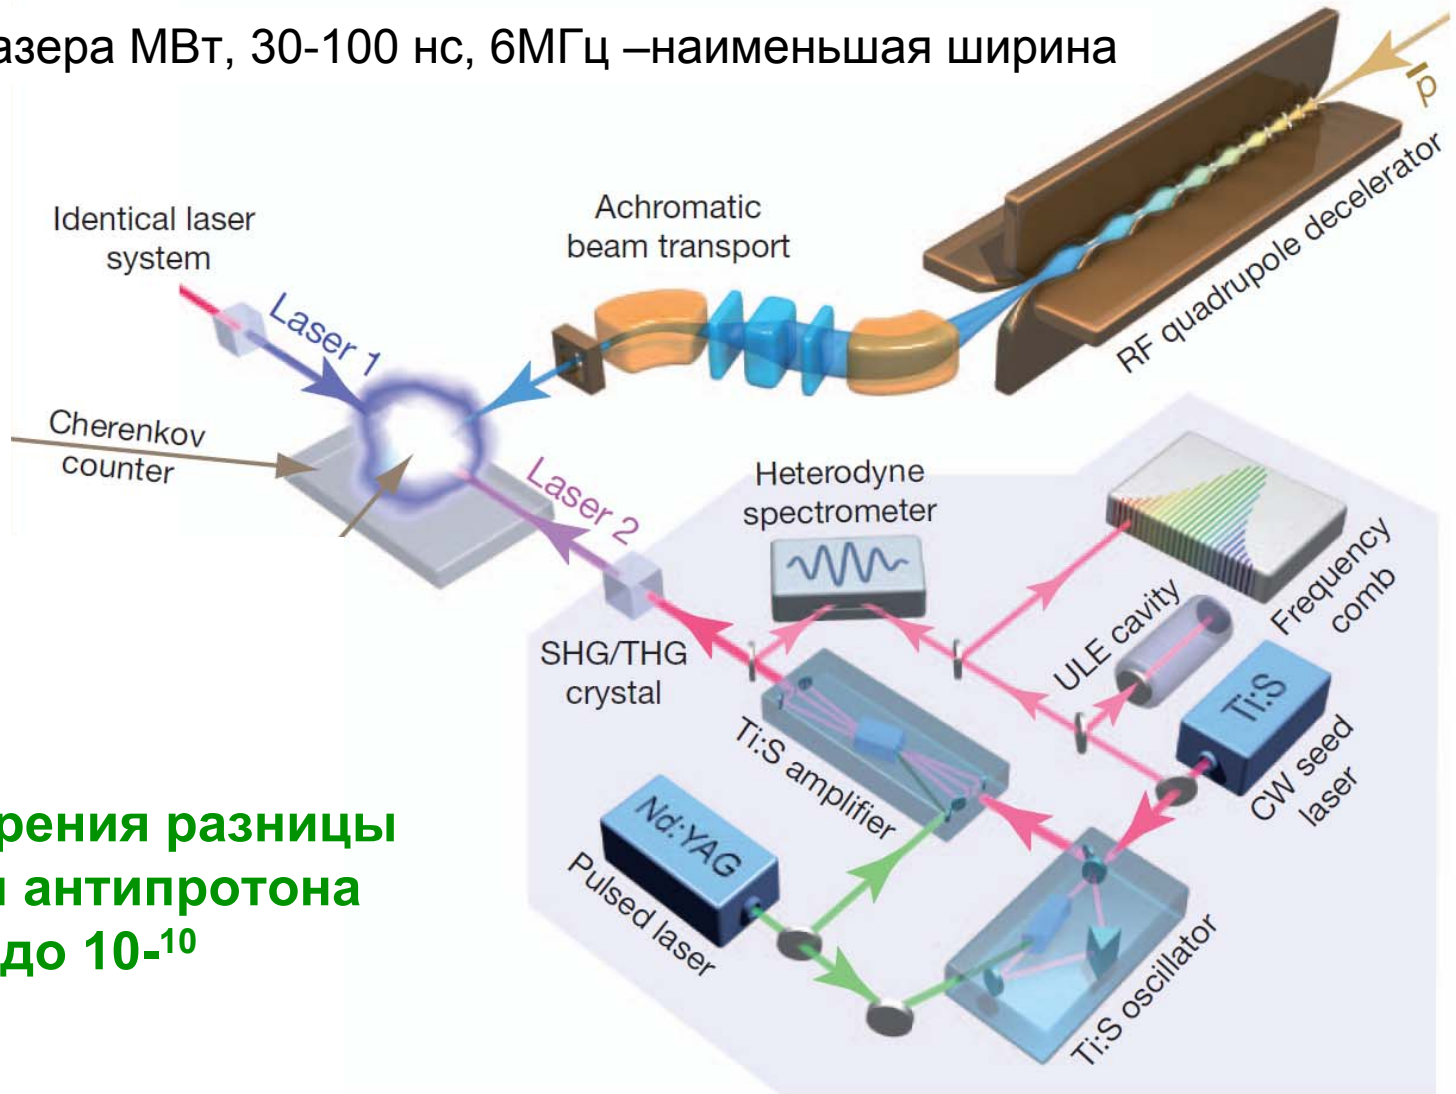 азера МВт, 30-100 нс, 6МГц –наименьшая ширина
p̅
RF quadrupole decelerator
Achromatic
beam transport
Identical laser
system
Laser 1
Cherenkov
counter
Laser 2
Heterodyne
spectrometer
Frequency
comb
ULE cavity
SHG/THG
crystal
Ti:S
CW seed
laser
Ti:S amplifier
Nd:YAG
Pulsed laser
Ti:S oscillator
рения разницы
и антипротона
до 10-¹⁰